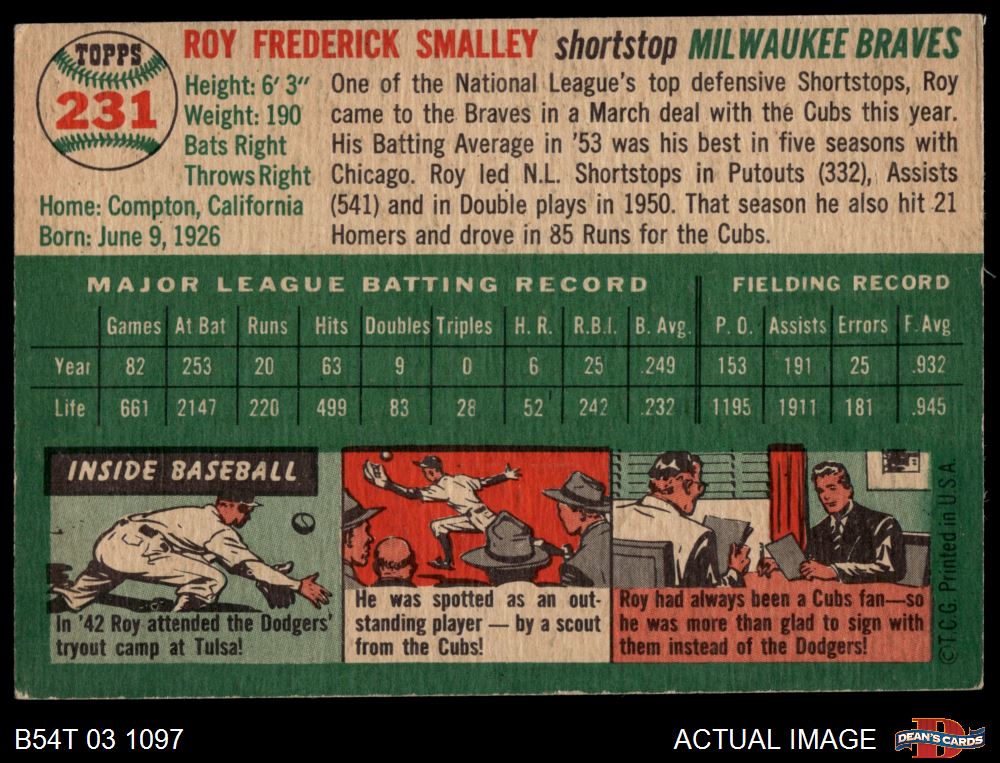 TOPPS
231
ROY FREDERICK SMALLEY shortstop MILWAUKEE BRAVES
Height: 6' 3"
Weight: 190
Bats Right
Throws Right
Home: Compton, California
Born: June 9, 1926
One of the National League's top defensive Shortstops, Roy
came to the Braves in a March deal with the Cubs this year.
His Batting Average in '53 was his best in five seasons with
Chicago. Roy led N.L. Shortstops in Putouts (332), Assists
(541) and in Double plays in 1950. That season he also hit 21
Homers and drove in 85 Runs for the Cubs.
MAJOR LEAGUE BATTING RECORD FIELDING RECORD
Games At Bat Runs Hits Doubles Triples H. R. R.B.I. B. Avg. P. O. Assists Errors F. Avg.
Year 82 253 20 63 9 0 6 25 .249 153 191 25 .932
Life 661 2147 220 499 83 28 52 242 .232 1195 1911 181 .945
INSIDE BASEBALL
In '42 Roy attended the Dodgers'
tryout camp at Tulsa!
He was spotted as an out-
standing player — by a scout
from the Cubs!
Roy had always been a Cubs fan—so
he was more than glad to sign with
them instead of the Dodgers!
©T.C.G. Printed in U.S.A.
B54T 03 1097
ACTUAL IMAGE
DEAN'S CARDS